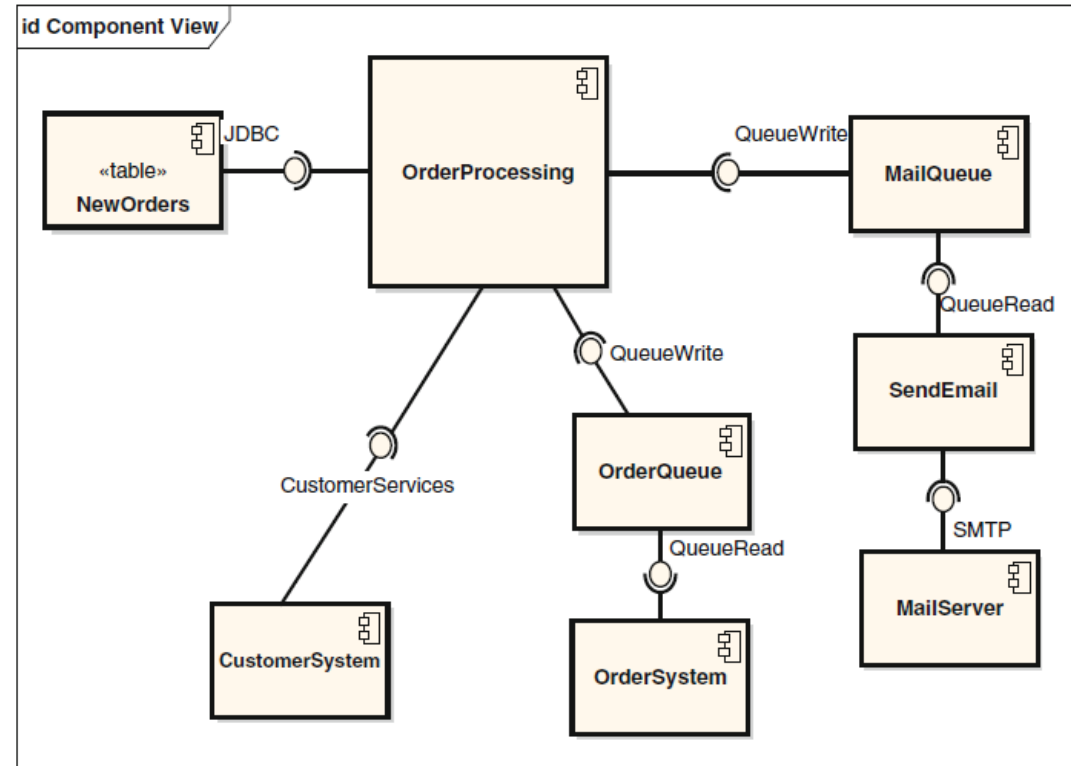 id Component View
JDBC
«table»
NewOrders
OrderProcessing
QueueWrite
MailQueue
QueueRead
QueueWrite
SendEmail
CustomerServices
OrderQueue
SMTP
QueueRead
MailServer
CustomerSystem
OrderSystem